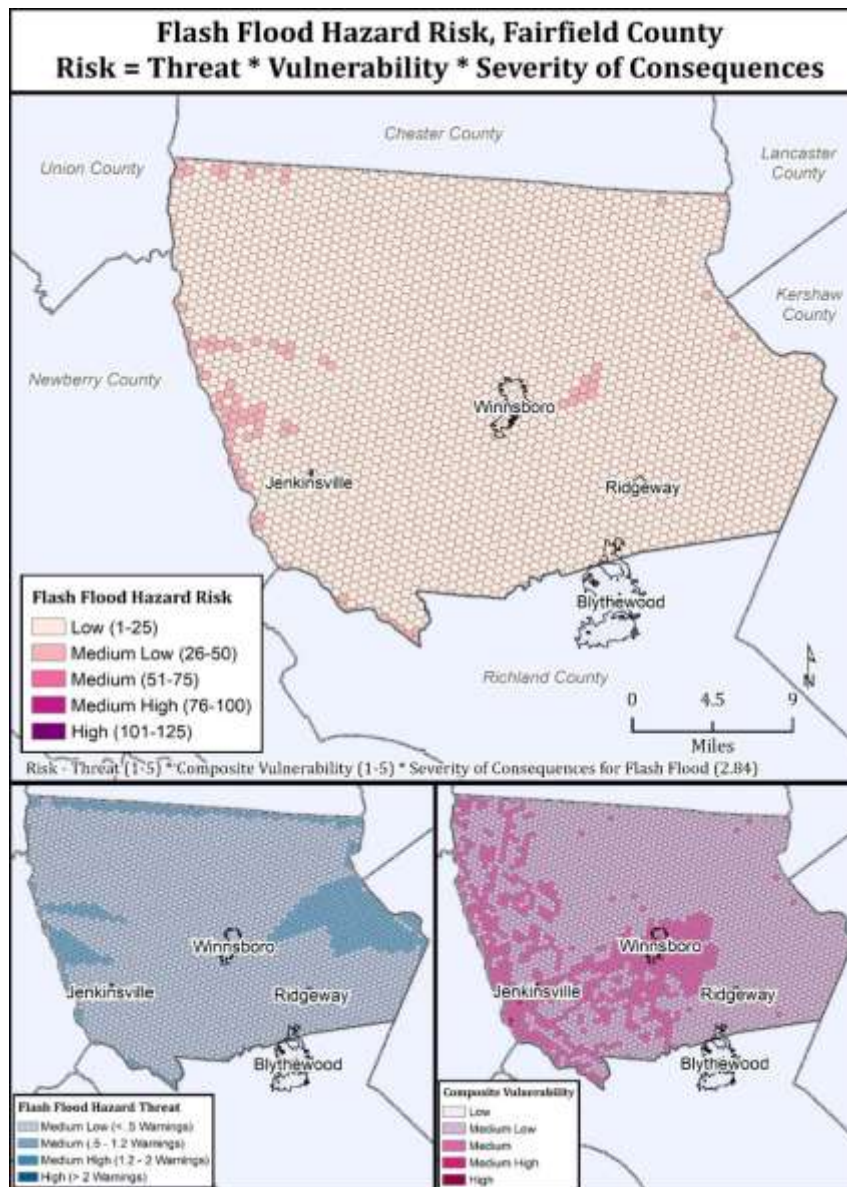 Flash Flood Hazard Risk, Fairfield County
Risk = Threat * Vulnerability * Severity of Consequences
Chester County
Union County
Lancaster
County
Kershaw
County
Newberry County
Winnsboro
Jenkinsville
Ridgeway
Blythewood
Richland County
Flash Flood Hazard Risk
Low (1-25)
Medium Low (26-50)
Medium (51-75)
Medium High (76-100)
High (101-125)
N
0 4.5 9
Miles
Risk - Threat (1-5) * Composite Vulnerability (1-5) * Severity of Consequences for Flash Flood (2.84)
Winnsboro
Jenkinsville
Ridgeway
Blythewood
Flash Flood Hazard Threat
Medium Low (< .5 Warnings)
Medium (.5 - 1.2 Warnings)
Medium High (1.2 - 2 Warnings)
High (> 2 Warnings)
Winnsboro
Jenkinsville
Ridgeway
Blythewood
Composite Vulnerability
Low
Medium Low
Medium
Medium High
High